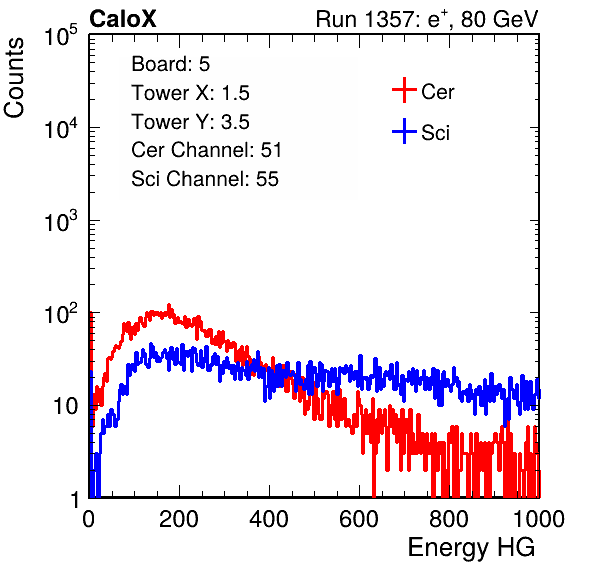 CaloX Run 1357: e⁺, 80 GeV
Board: 5
Tower X: 1.5
Tower Y: 3.5
Cer Channel: 51
Sci Channel: 55
Cer
Sci
Counts
10⁵
10⁴
10³
10²
10
1
0 200 400 600 800 1000
Energy HG